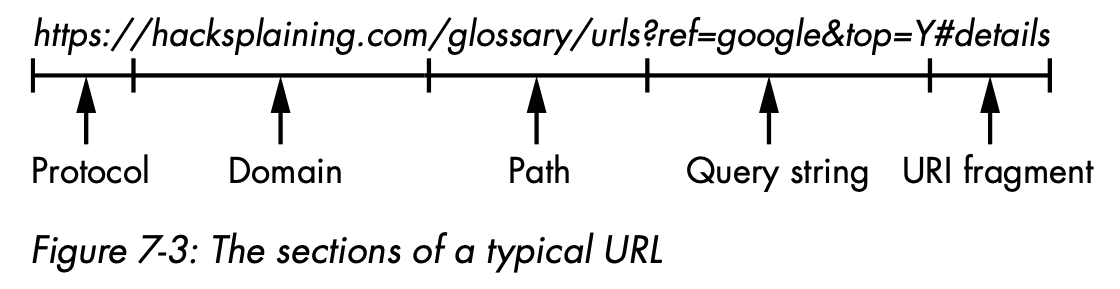 https://hacksplaining.com/glossary/urls?ref=google&top=Y#details
Protocol Domain Path Query string URI fragment
Figure 7-3: The sections of a typical URL